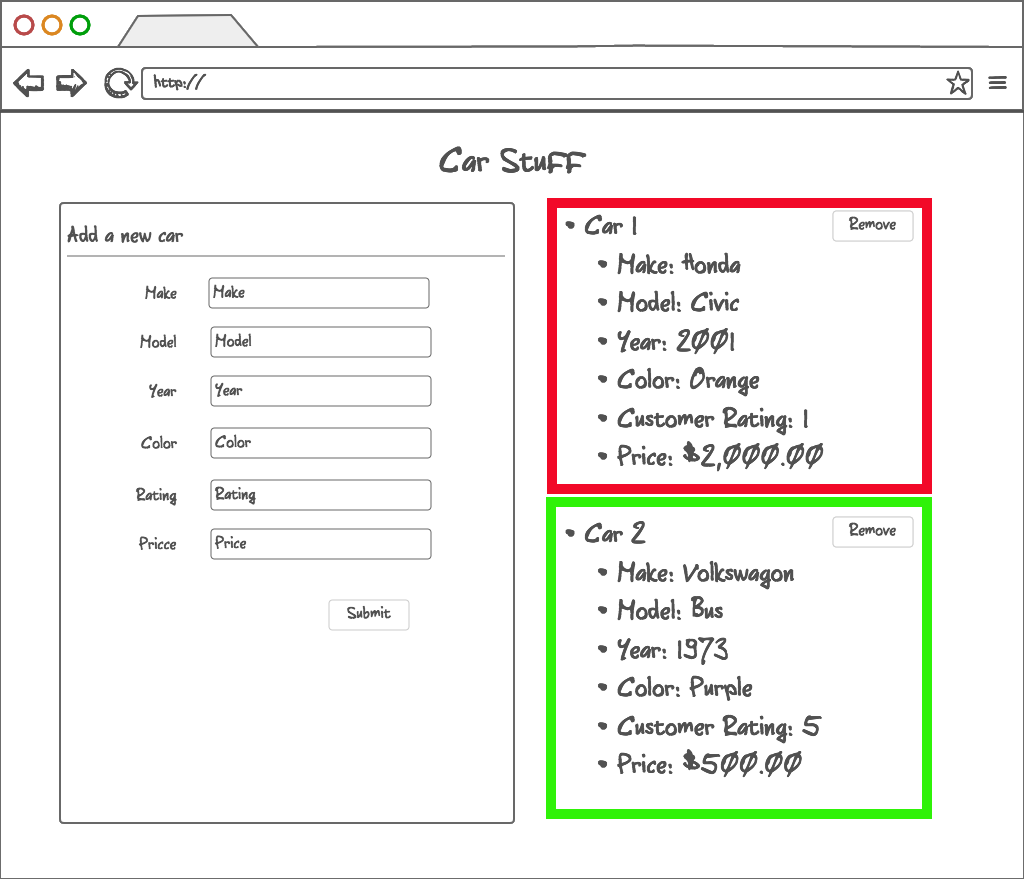 http://
Car Stuff
Add a new car
Make Make
Model Model
Year Year
Color Color
Rating Rating
Pricce Price
Submit
• Car 1 Remove
• Make: Honda
• Model: Civic
• Year: 2001
• Color: Orange
• Customer Rating: 1
• Price: $2,000.00
• Car 2 Remove
• Make: Volkswagon
• Model: Bus
• Year: 1973
• Color: Purple
• Customer Rating: 5
• Price: $500.00